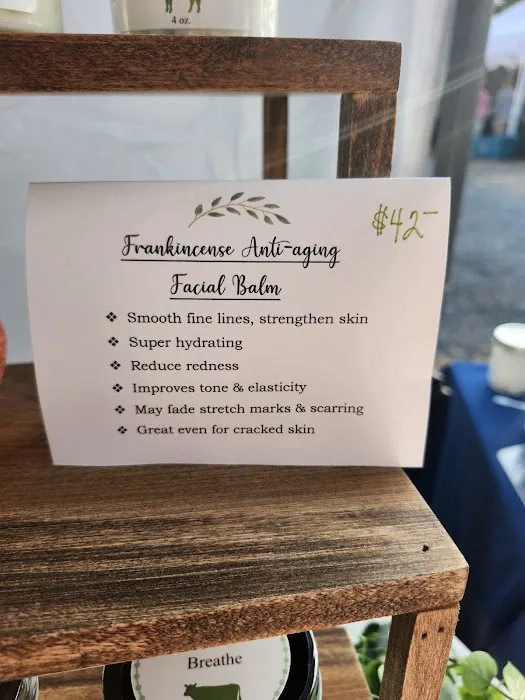 4 oz.
$42-
Frankincense Anti-aging
Facial Balm
❖ Smooth fine lines, strengthen skin
❖ Super hydrating
❖ Reduce redness
❖ Improves tone & elasticity
❖ May fade stretch marks & scarring
❖ Great even for cracked skin
Breathe